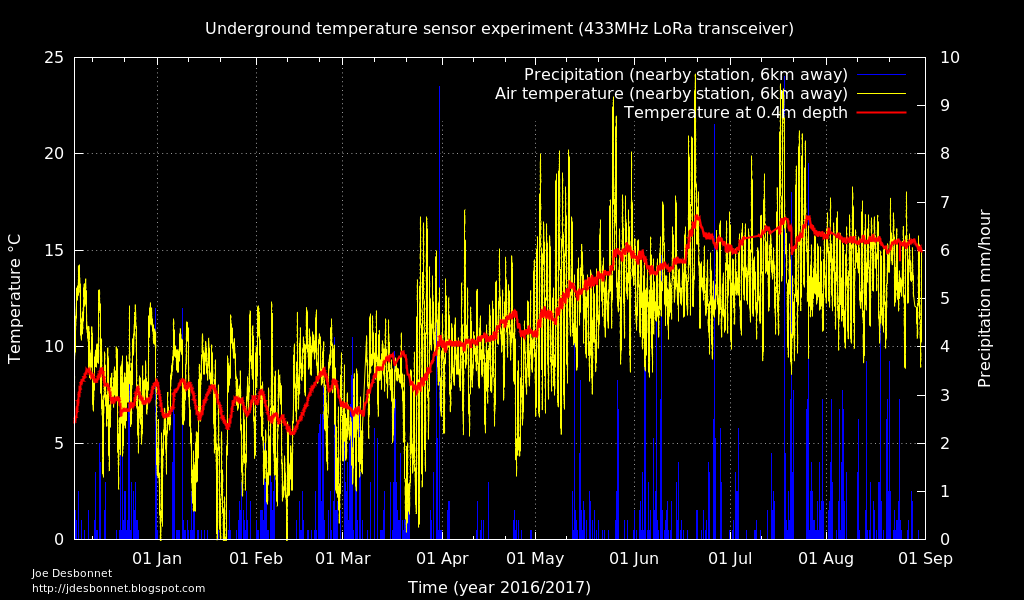 Underground temperature sensor experiment (433MHz LoRa transceiver)
Precipitation (nearby station, 6km away)
Air temperature (nearby station, 6km away)
Temperature at 0.4m depth
Temperature °C
25
20
15
10
5
0
10
9
8
7
6
5
4
3
2
1
0
Precipitation mm/hour
01 Jan 01 Feb 01 Mar 01 Apr 01 May 01 Jun 01 Jul 01 Aug 01 Sep
Time (year 2016/2017)
Joe Desbonnet
http://jdesbonnet.blogspot.com